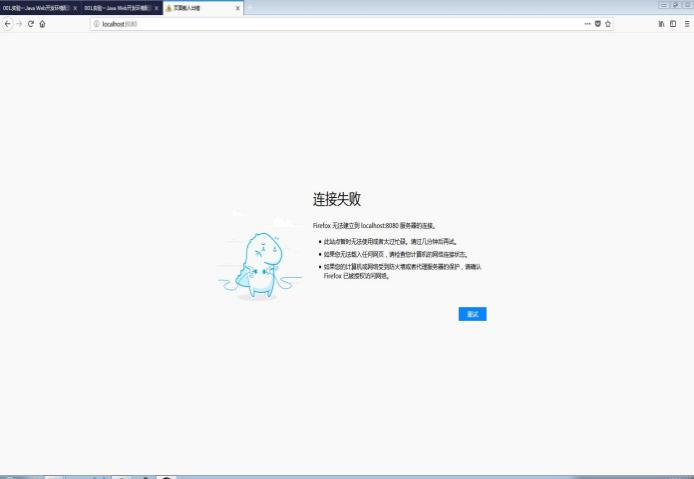 001.实验一:Java Web开发环境
001.实验一:Java Web开发环境
页面载入出错
localhost:8080
连接失败
Firefox 无法建立到 localhost:8080 服务器的连接。
此站点暂时无法使用或者太过忙碌。请过几分钟后再试。
如果您无法载入任何网页，请检查您计算机的网络连接状态。
如果您的计算机或网络受到防火墙或者代理服务器的保护，请确认
Firefox 已被授权访问网络。
重试